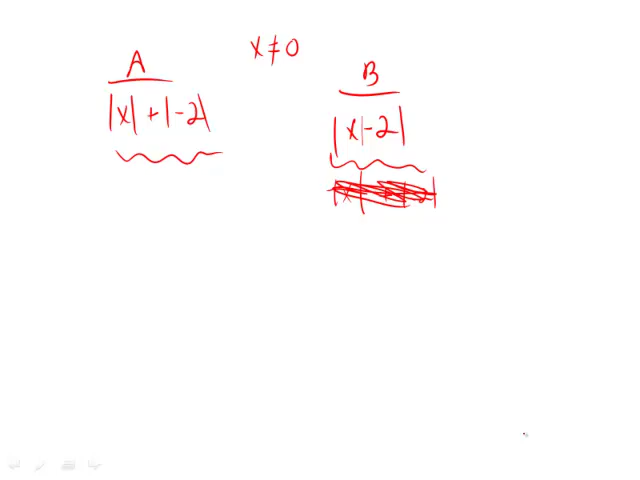 x ≠ 0
A
|x| + |-2|
B
|x - 2|